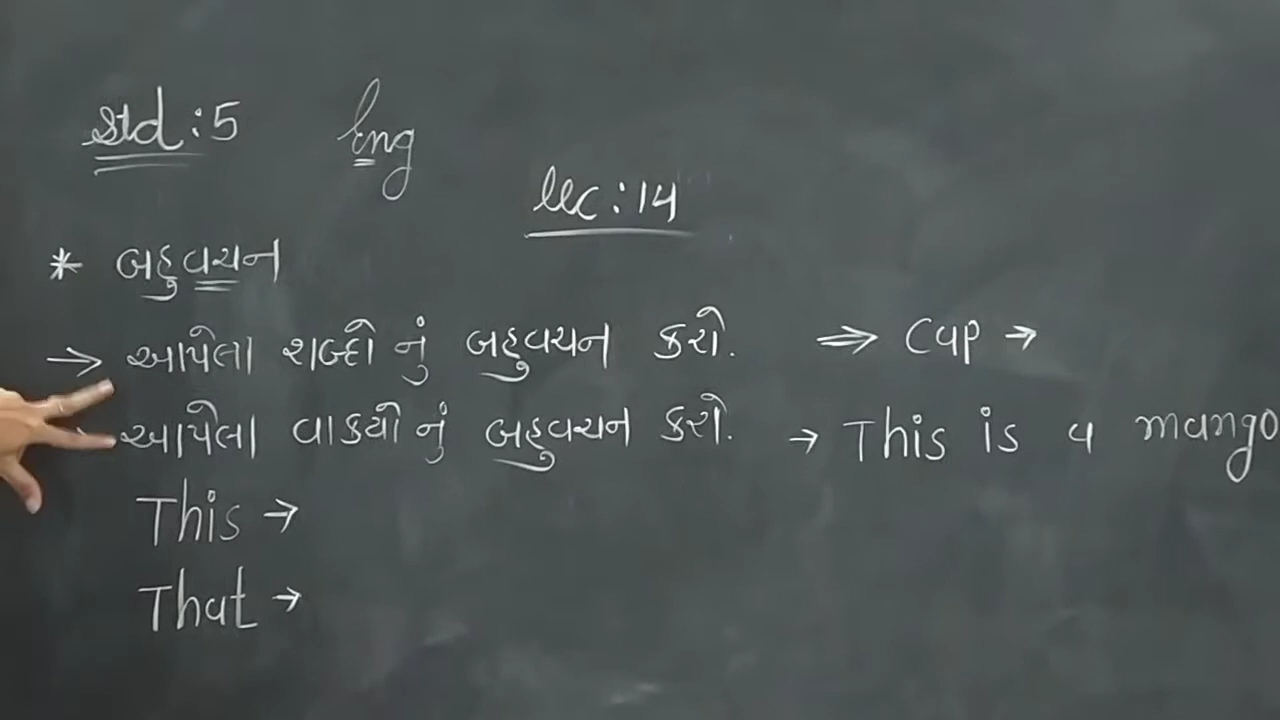 Std : 5 Eng
lec : 14
* બહુવચન
→ આપેલા શબ્દો નું બહુવચન કરો. ⇒ Cup →
આપેલા વાકયો નું બહુવચન કરો. → This is a mango
This →
That →